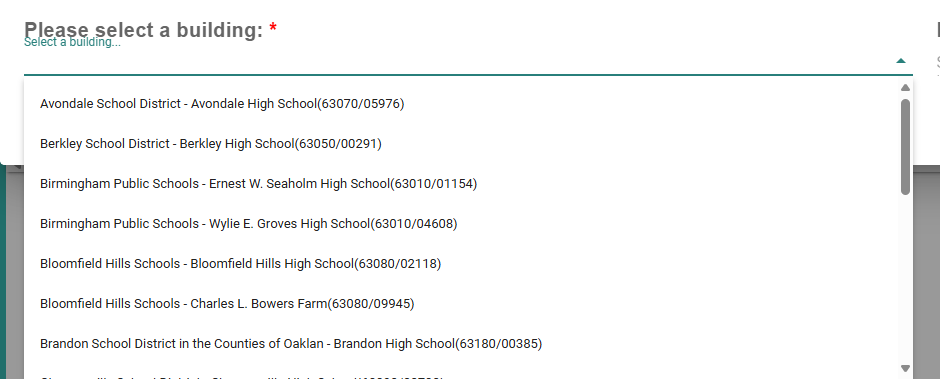 Please select a building: *
Select a building...
Avondale School District - Avondale High School(63070/05976)
Berkley School District - Berkley High School(63050/00291)
Birmingham Public Schools - Ernest W. Seaholm High School(63010/01154)
Birmingham Public Schools - Wylie E. Groves High School(63010/04608)
Bloomfield Hills Schools - Bloomfield Hills High School(63080/02118)
Bloomfield Hills Schools - Charles L. Bowers Farm(63080/09945)
Brandon School District in the Counties of Oaklan - Brandon High School(63180/00385)